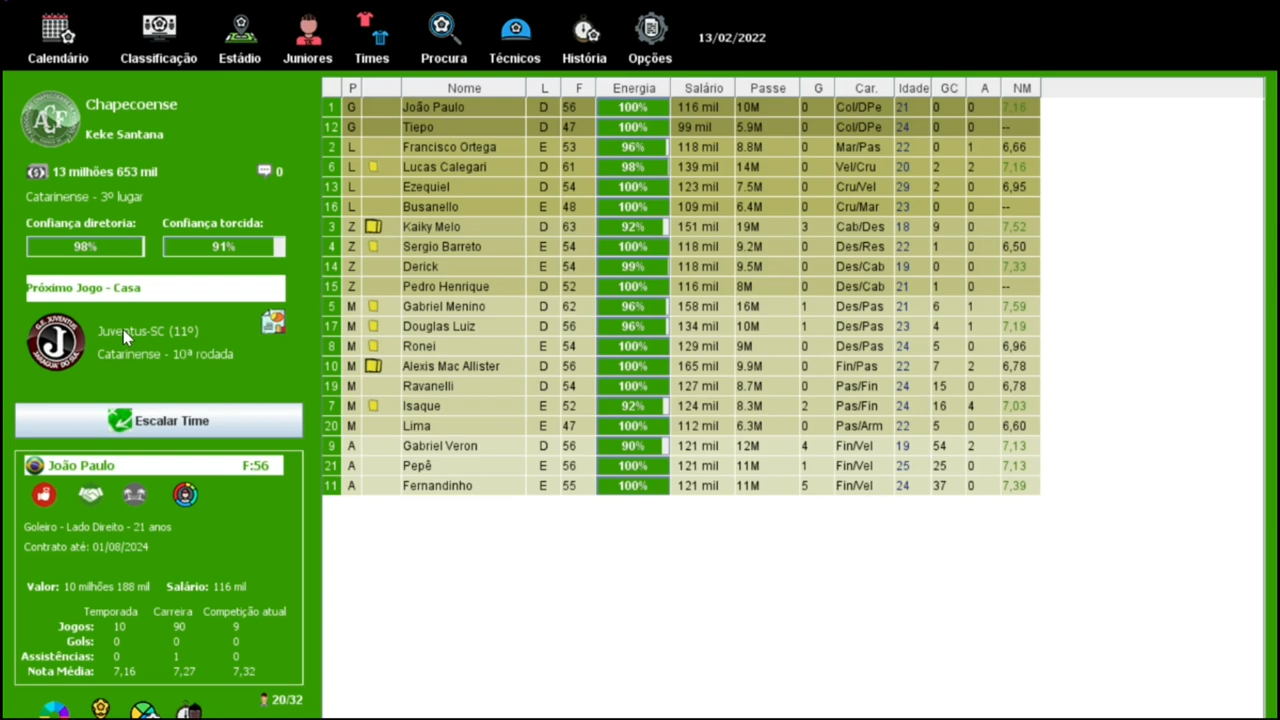 Calendário Classificação Estádio Juniores Times Procura Técnicos História Opções 13/02/2022
Chapecoense
Keke Santana
13 milhões 653 mil 0
Catarinense - 3º lugar
Confiança diretoria: Confiança torcida:
98% 91%
Próximo Jogo - Casa
Juventus-SC (11º)
Catarinense - 10ª rodada
Escalar Time
João Paulo F:56
Goleiro - Lado Direito - 21 anos
Contrato até: 01/08/2024
Valor: 10 milhões 188 mil Salário: 116 mil
Temporada Carreira Competição atual
Jogos: 10 90 9
Gols: 0 0 0
Assistências: 0 1 0
Nota Média: 7,16 7,27 7,32
20/32
P Nome L F Energia Salário Passe G Car. Idade GC A NM
1 G João Paulo D 56 100% 116 mil 10M 0 Col/DPe 21 0 0 7,16
12 G Tiepo D 47 100% 99 mil 5.9M 0 Col/DPe 24 0 0 --
2 L Francisco Ortega E 53 96% 118 mil 8.8M 0 Mar/Pas 22 0 1 6,66
6 L Lucas Calegari D 61 98% 139 mil 14M 0 Vel/Cru 20 2 2 7,16
13 L Ezequiel D 54 100% 123 mil 7.5M 0 Cru/Vel 29 2 0 6,95
16 L Busanello E 48 100% 109 mil 6.4M 0 Cru/Mar 23 0 0 --
3 Z Kaiky Melo D 63 92% 151 mil 19M 3 Cab/Des 18 9 0 7,52
4 Z Sergio Barreto E 54 100% 118 mil 9.2M 0 Des/Res 22 1 0 6,50
14 Z Derick E 54 99% 118 mil 9.5M 0 Des/Cab 19 0 0 7,33
15 Z Pedro Henrique E 52 100% 116 mil 8M 0 Des/Cab 21 1 0 --
5 M Gabriel Menino D 62 96% 158 mil 16M 1 Des/Pas 21 6 1 7,59
17 M Douglas Luiz D 56 96% 134 mil 10M 1 Des/Pas 23 4 1 7,19
8 M Ronei E 54 100% 129 mil 9M 0 Des/Pas 24 5 0 6,96
10 M Alexis Mac Allister D 56 100% 165 mil 9.9M 0 Fin/Pas 22 7 2 6,78
19 M Ravanelli D 54 100% 127 mil 8.7M 0 Pas/Fin 24 15 0 6,78
7 M Isaque E 52 92% 124 mil 8.3M 2 Pas/Fin 24 16 4 7,03
20 M Lima E 47 100% 112 mil 6.3M 0 Pas/Arm 22 5 0 6,60
9 A Gabriel Veron D 56 90% 121 mil 12M 4 Fin/Vel 19 54 2 7,13
21 A Pepê E 56 100% 121 mil 11M 1 Fin/Vel 25 25 0 7,13
11 A Fernandinho E 55 100% 121 mil 11M 5 Fin/Vel 24 37 0 7,39